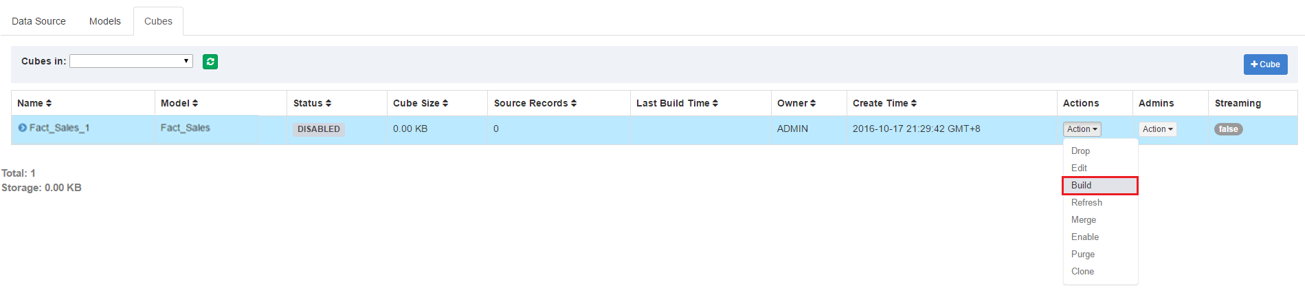 Data Source Models Cubes
Cubes in:
+ Cube
Name Model Status Cube Size Source Records Last Build Time Owner Create Time Actions Admins Streaming
Fact_Sales_1 Fact_Sales DISABLED 0.00 KB 0 ADMIN 2016-10-17 21:29:42 GMT+8 Action Action false
Drop
Edit
Build
Refresh
Merge
Enable
Purge
Clone
Total: 1
Storage: 0.00 KB